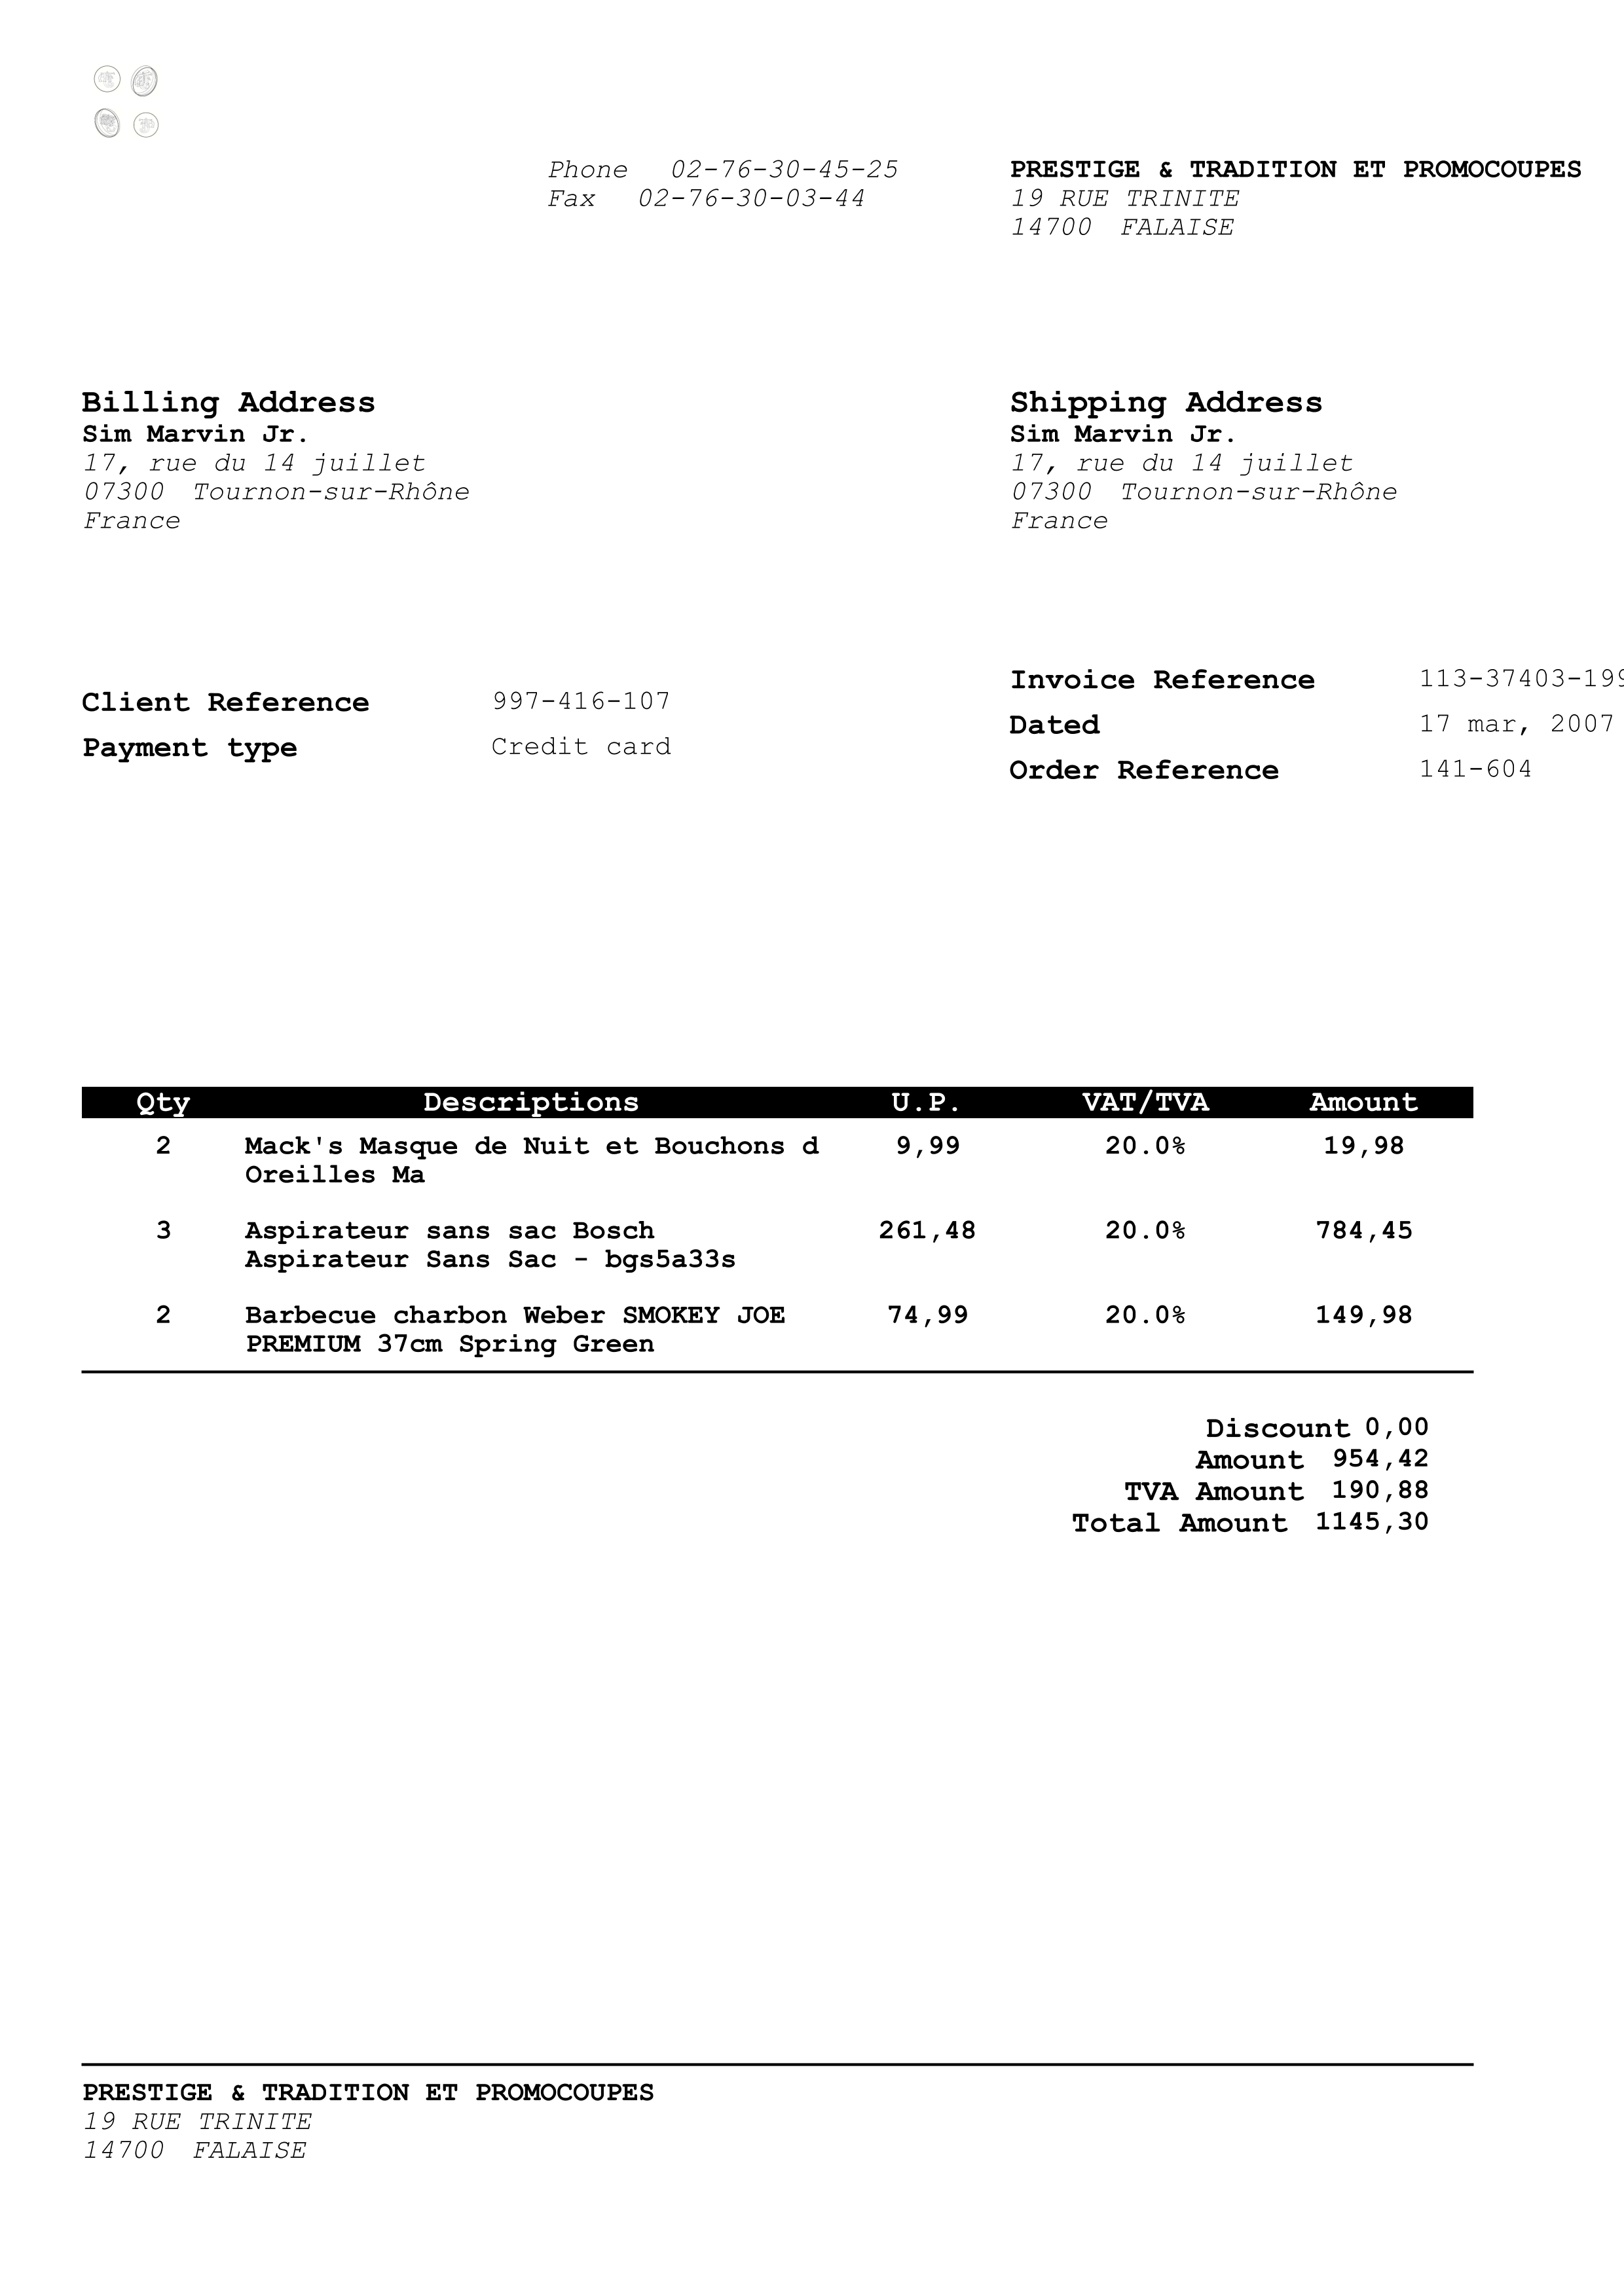 Phone 02-76-30-45-25
Fax 02-76-30-03-44
PRESTIGE & TRADITION ET PROMOCOUPES
19 RUE TRINITE
14700 FALAISE
Billing Address
Sim Marvin Jr.
17, rue du 14 juillet
07300 Tournon-sur-Rhône
France
Shipping Address
Sim Marvin Jr.
17, rue du 14 juillet
07300 Tournon-sur-Rhône
France
Client Reference 997-416-107
Payment type Credit card
Invoice Reference 113-37403-199
Dated 17 mar, 2007
Order Reference 141-604
Qty Descriptions U.P. VAT/TVA Amount
2 Mack's Masque de Nuit et Bouchons d 9,99 20.0% 19,98
Oreilles Ma
3 Aspirateur sans sac Bosch 261,48 20.0% 784,45
Aspirateur Sans Sac - bgs5a33s
2 Barbecue charbon Weber SMOKEY JOE 74,99 20.0% 149,98
PREMIUM 37cm Spring Green
Discount 0,00
Amount 954,42
TVA Amount 190,88
Total Amount 1145,30
PRESTIGE & TRADITION ET PROMOCOUPES
19 RUE TRINITE
14700 FALAISE